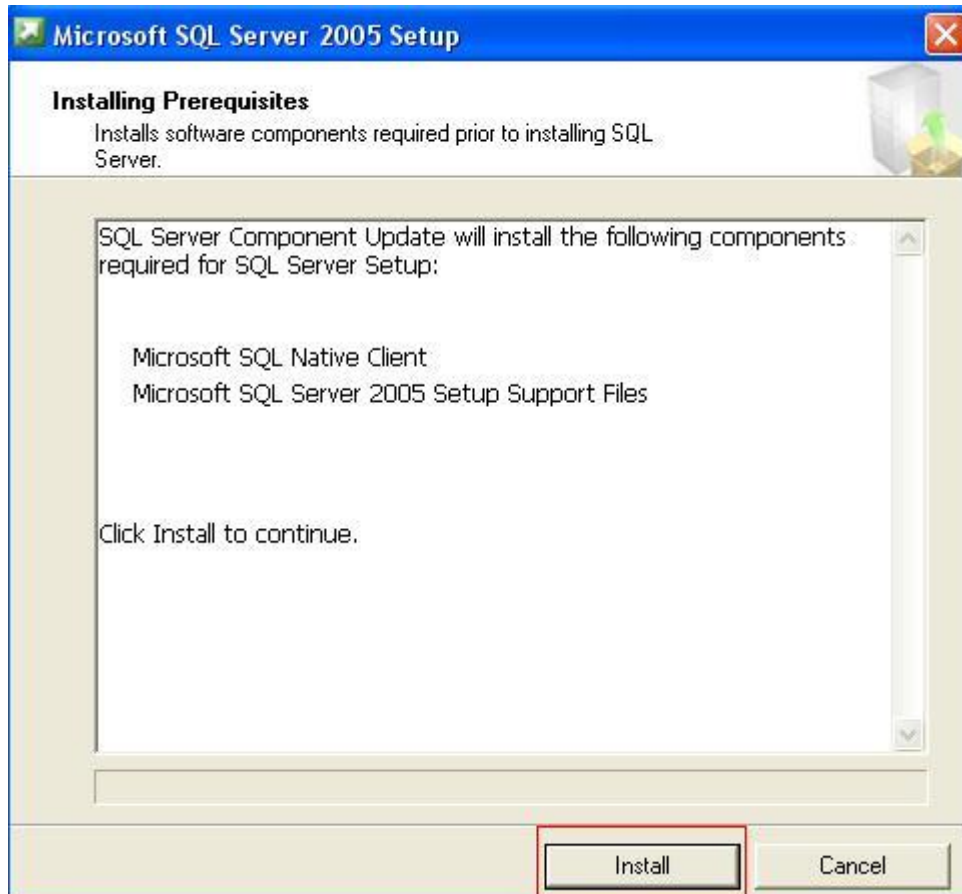 Microsoft SQL Server 2005 Setup
Installing Prerequisites
Installs software components required prior to installing SQL
Server.
SQL Server Component Update will install the following components
required for SQL Server Setup:
Microsoft SQL Native Client
Microsoft SQL Server 2005 Setup Support Files
Click Install to continue.
Install Cancel